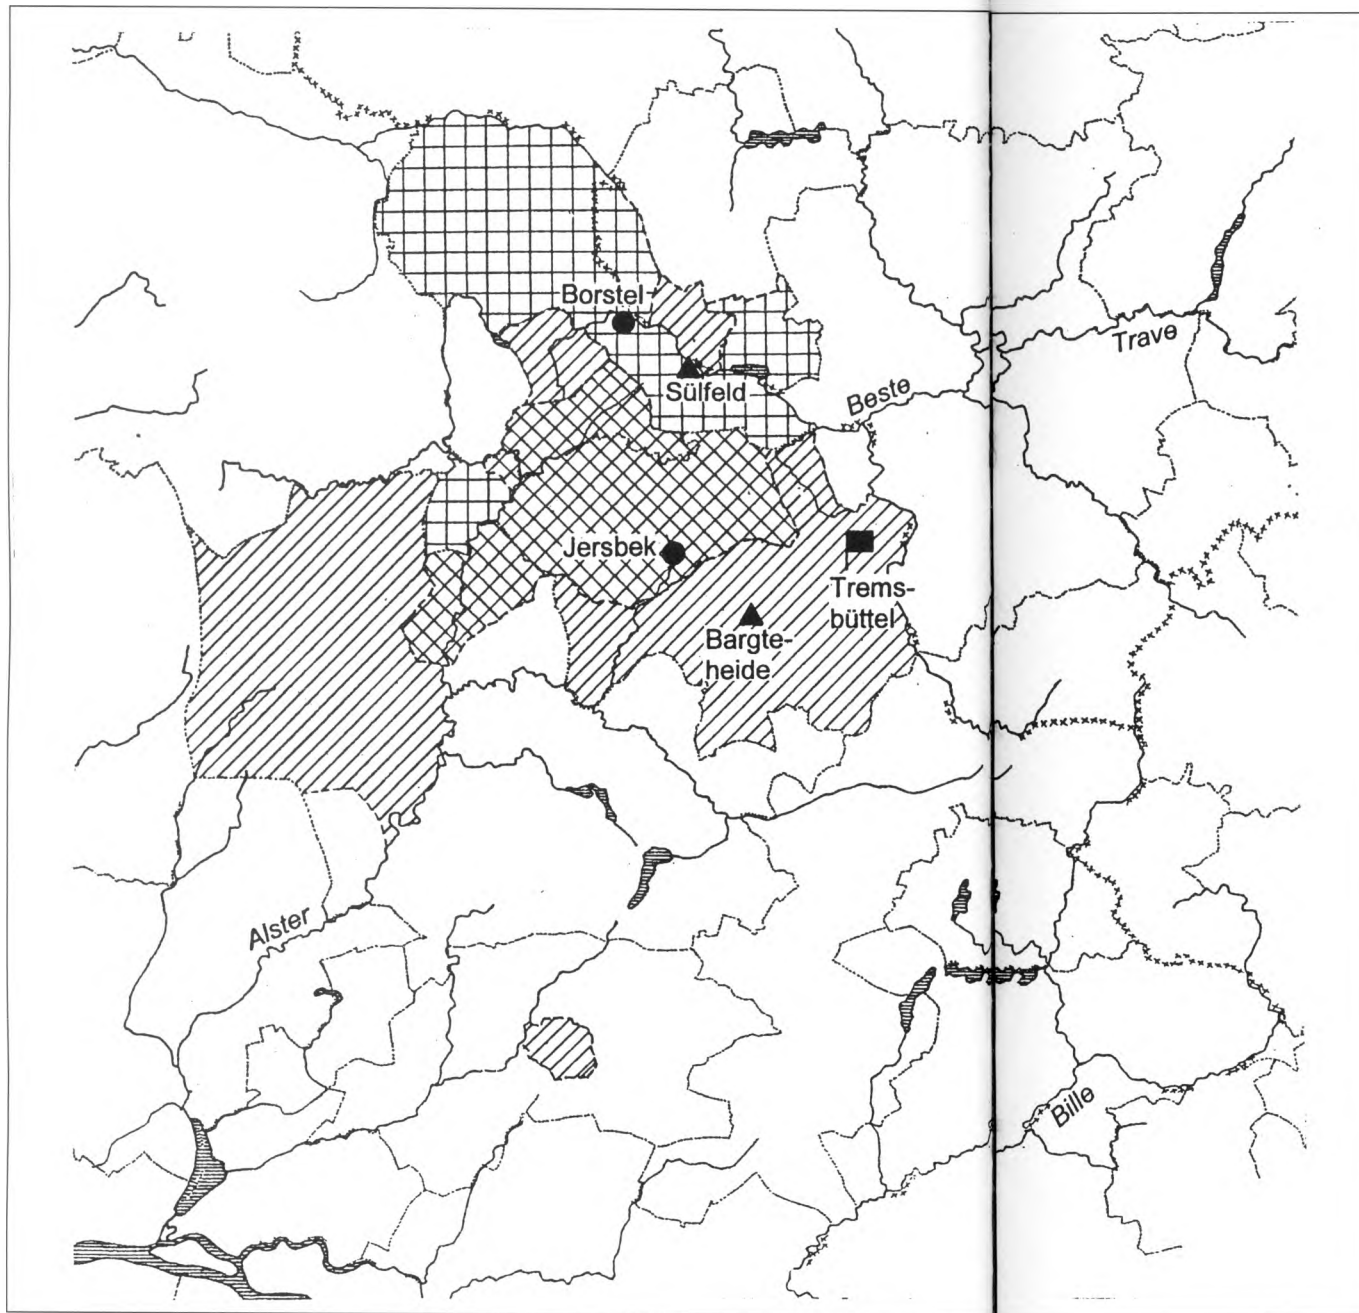 Borstel
Sülfeld
Trave
Beste
Jersbek
Trems-
büttel
Bargte-
heide
Alster
Bille